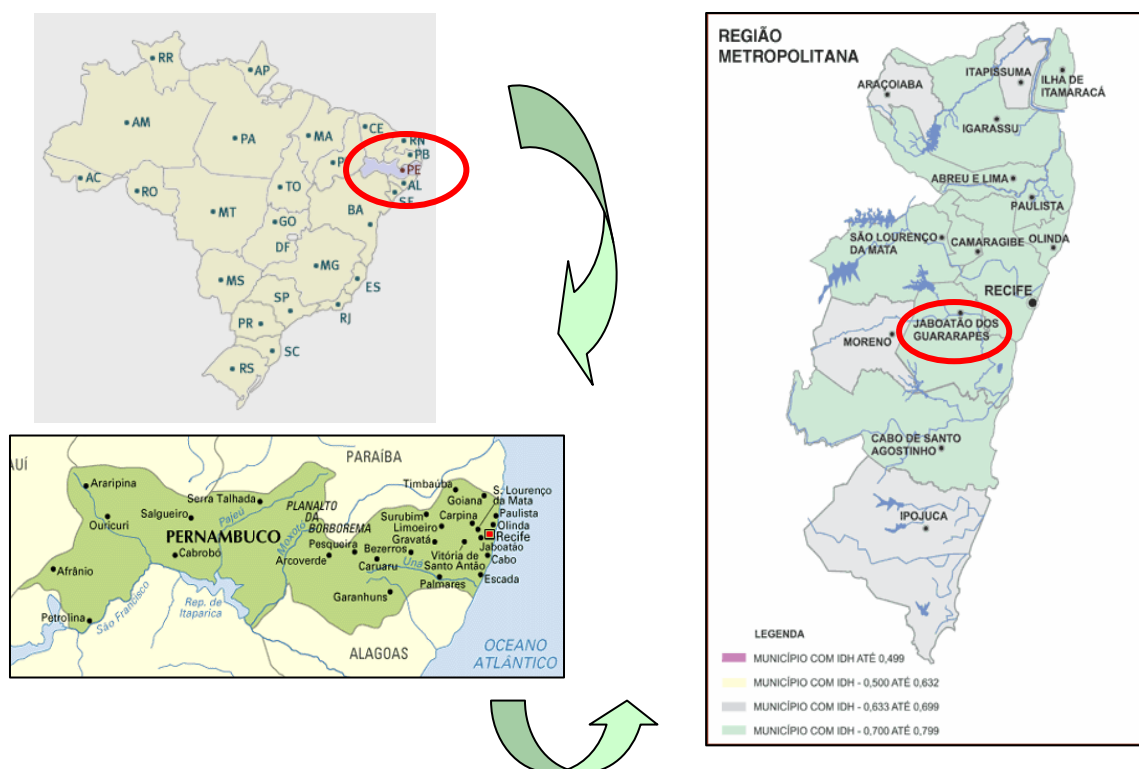 RR
AP
AM
PA
MA
CE
RN
PB
P
PE
AC
RO
TO
AL
SE
MT
BA
GO
DF
MG
MS
ES
SP
RJ
PR
SC
RS
UÍ
PARAÍBA
Araripina
Timbaúba
S. Lourenço
da Mata
Goiana
Serra Talhada
Ouricuri
Salgueiro
Pajeú
PLANALTO
DA
BORBOREMA
Surubim
Carpina
Paulista
Limoeiro
Olinda
PERNAMBUCO
Moxotó
Gravatá
Recife
Pesqueira
Bezerros
Jaboatão
Cabrobó
Arcoverde
Caruaru
Una
Vitória de
Santo Antão
Cabo
Afrânio
Palmares
Escada
Garanhuns
Petrolina
São Francisco
Rep. de
Itaparica
ALAGOAS
OCEANO
ATLÂNTICO
REGIÃO
METROPOLITANA
ITAPISSUMA
ARAÇOIABA
ILHA DE
ITAMARACÁ
IGARASSU
ABREU E LIMA
PAULISTA
SÃO LOURENÇO
DA MATA
CAMARAGIBE
OLINDA
RECIFE
JABOATÃO DOS
GUARARAPES
MORENO
CABO DE SANTO
AGOSTINHO
IPOJUCA
LEGENDA
MUNICÍPIO COM IDH ATÉ 0,499
MUNICÍPIO COM IDH - 0,500 ATÉ 0,632
MUNICÍPIO COM IDH - 0,633 ATÉ 0,699
MUNICÍPIO COM IDH - 0,700 ATÉ 0,799